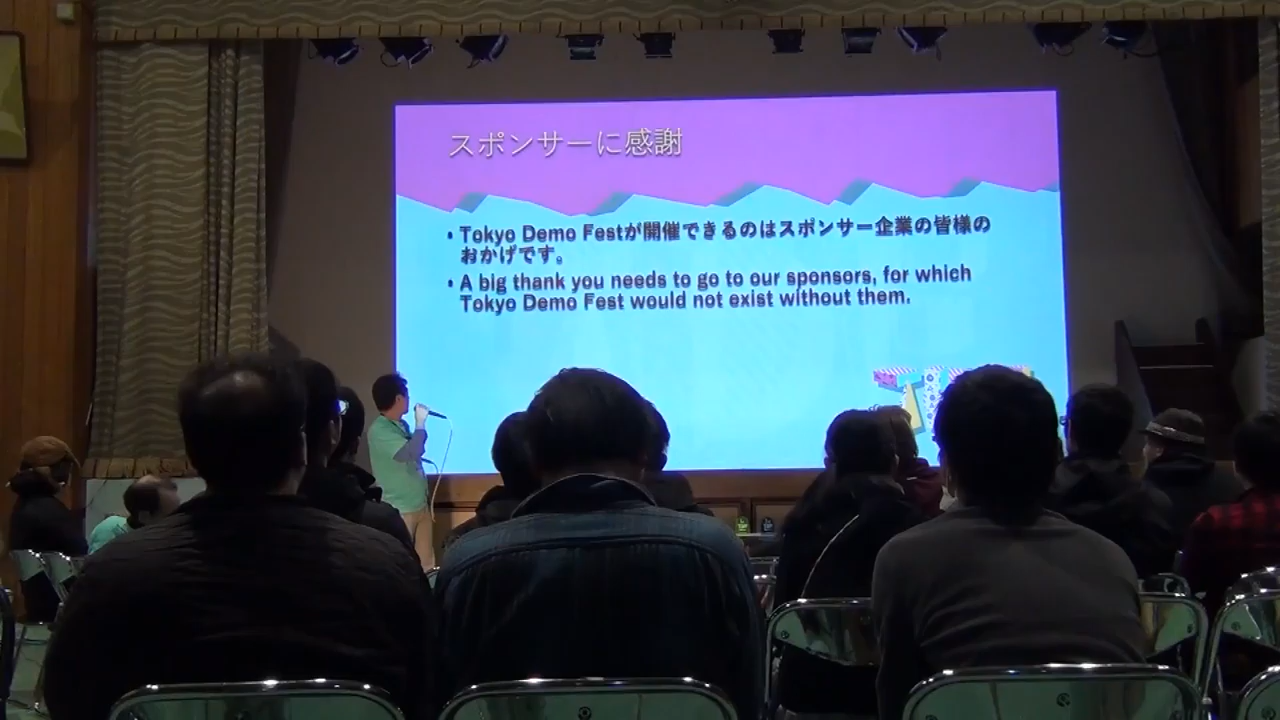 スポンサーに感謝
• Tokyo Demo Festが開催できるのはスポンサー企業の皆様の
おかげです。
• A big thank you needs to go to our sponsors, for which
Tokyo Demo Fest would not exist without them.